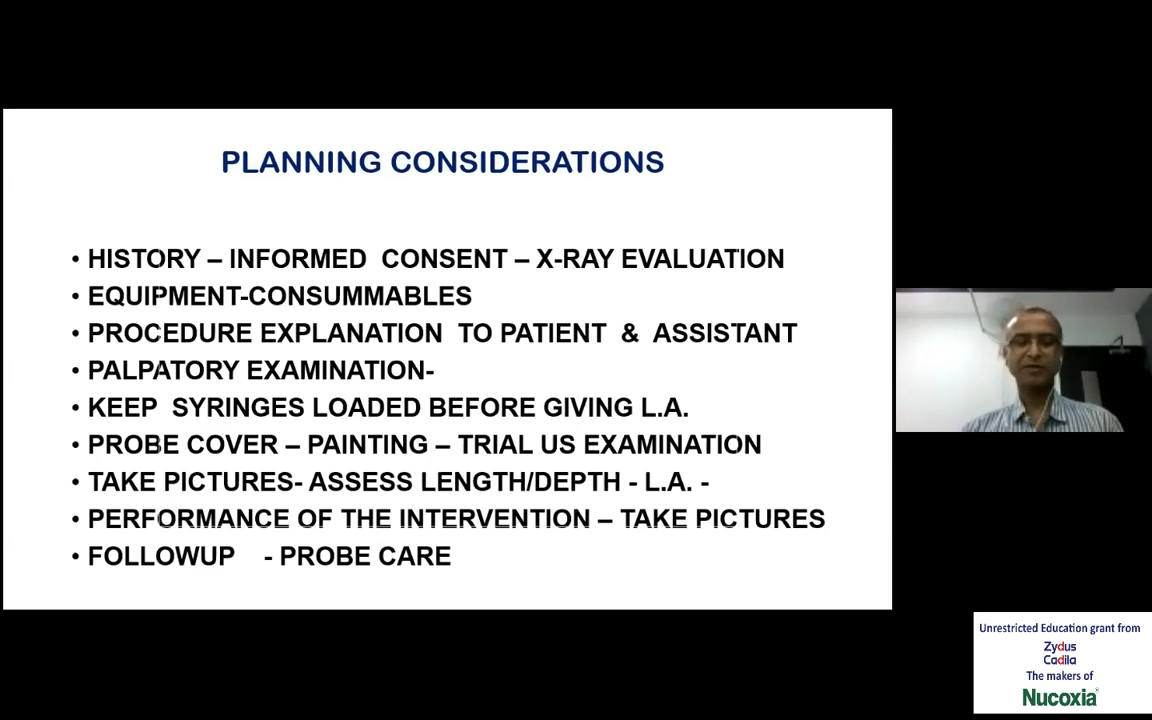 PLANNING CONSIDERATIONS
• HISTORY – INFORMED CONSENT – X-RAY EVALUATION
• EQUIPMENT-CONSUMMABLES
• PROCEDURE EXPLANATION TO PATIENT & ASSISTANT
• PALPATORY EXAMINATION-
• KEEP SYRINGES LOADED BEFORE GIVING L.A.
• PROBE COVER – PAINTING – TRIAL US EXAMINATION
• TAKE PICTURES- ASSESS LENGTH/DEPTH - L.A. -
• PERFORMANCE OF THE INTERVENTION – TAKE PICTURES
• FOLLOWUP - PROBE CARE
Unrestricted Education grant from
Zydus
Cadila
The makers of
Nucoxia